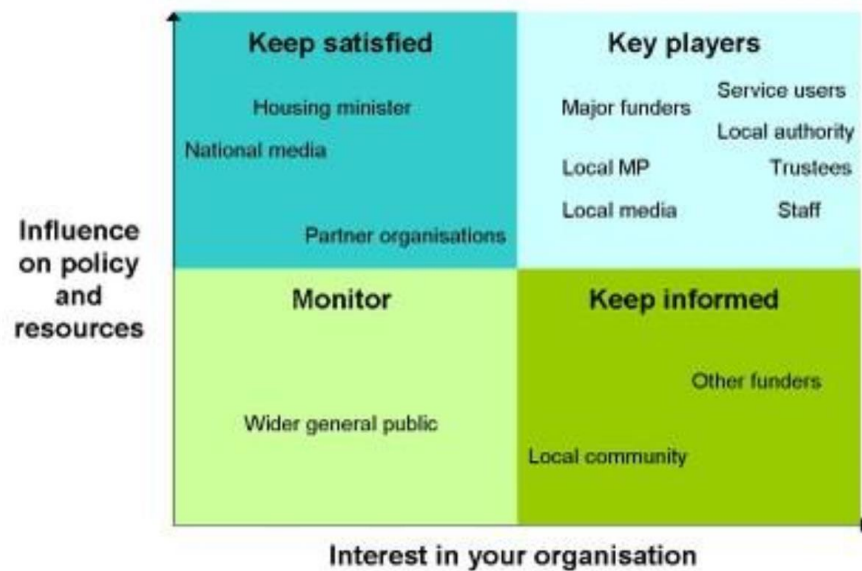 Keep satisfied
Housing minister
National media
Partner organisations
Key players
Service users
Major funders
Local authority
Local MP
Trustees
Local media
Staff
Influence
on policy
and
resources
Monitor
Wider general public
Keep informed
Other funders
Local community
Interest in your organisation